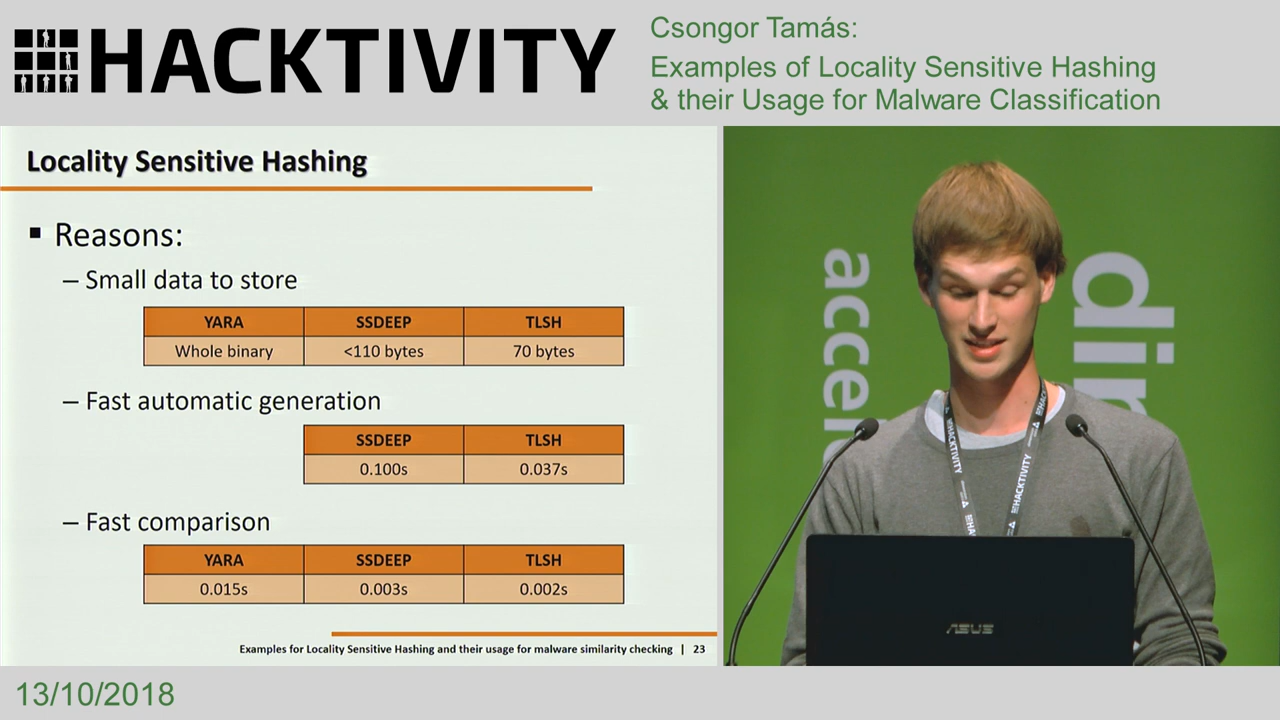 HACKTIVITY
Csongor Tamás:
Examples of Locality Sensitive Hashing
& their Usage for Malware Classification
Locality Sensitive Hashing
▪ Reasons:
– Small data to store
YARA SSDEEP TLSH
Whole binary <110 bytes 70 bytes
– Fast automatic generation
SSDEEP TLSH
0.100s 0.037s
– Fast comparison
YARA SSDEEP TLSH
0.015s 0.003s 0.002s
Examples for Locality Sensitive Hashing and their usage for malware similarity checking | 23
accel
din
HACKTIVITY
HACKTIVITY
ASUS
13/10/2018